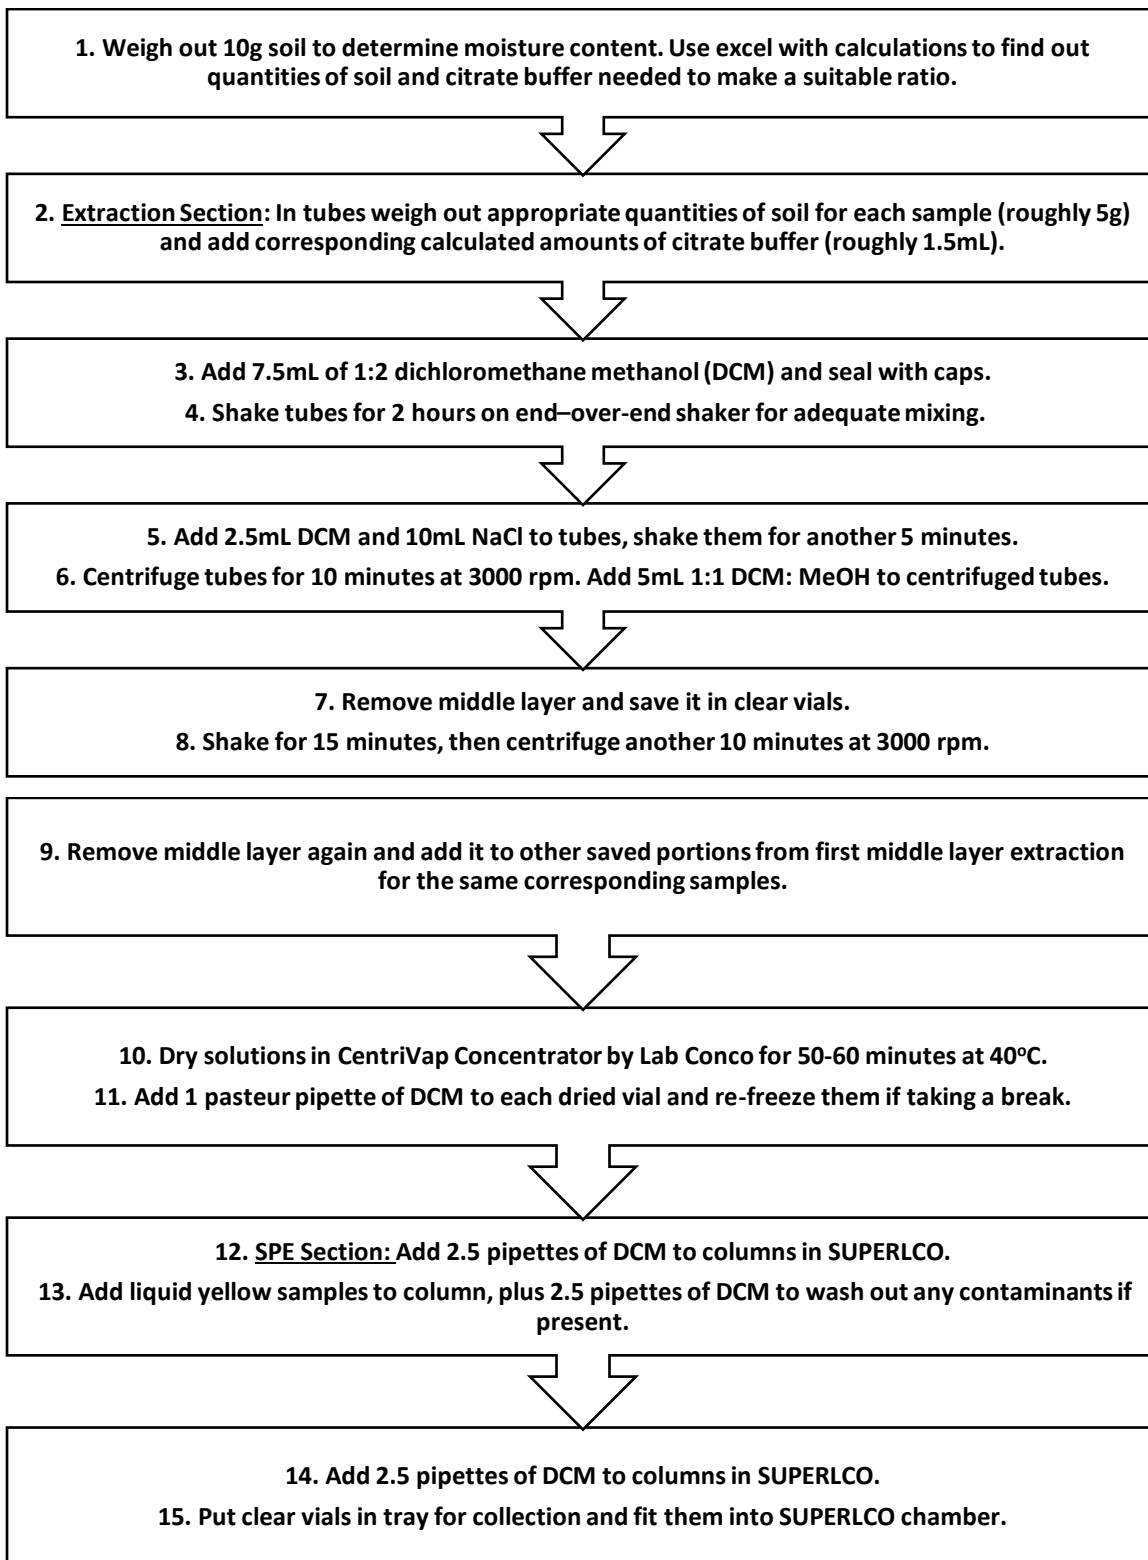 1. Weigh out 10g soil to determine moisture content. Use excel with calculations to find out
quantities of soil and citrate buffer needed to make a suitable ratio.
2. Extraction Section: In tubes weigh out appropriate quantities of soil for each sample (roughly 5g)
and add corresponding calculated amounts of citrate buffer (roughly 1.5mL).
3. Add 7.5mL of 1:2 dichloromethane methanol (DCM) and seal with caps.
4. Shake tubes for 2 hours on end–over-end shaker for adequate mixing.
5. Add 2.5mL DCM and 10mL NaCl to tubes, shake them for another 5 minutes.
6. Centrifuge tubes for 10 minutes at 3000 rpm. Add 5mL 1:1 DCM: MeOH to centrifuged tubes.
7. Remove middle layer and save it in clear vials.
8. Shake for 15 minutes, then centrifuge another 10 minutes at 3000 rpm.
9. Remove middle layer again and add it to other saved portions from first middle layer extraction
for the same corresponding samples.
10. Dry solutions in CentriVap Concentrator by Lab Conco for 50-60 minutes at 40ºC.
11. Add 1 pasteur pipette of DCM to each dried vial and re-freeze them if taking a break.
12. SPE Section: Add 2.5 pipettes of DCM to columns in SUPERLCO.
13. Add liquid yellow samples to column, plus 2.5 pipettes of DCM to wash out any contaminants if
present.
14. Add 2.5 pipettes of DCM to columns in SUPERLCO.
15. Put clear vials in tray for collection and fit them into SUPERLCO chamber.